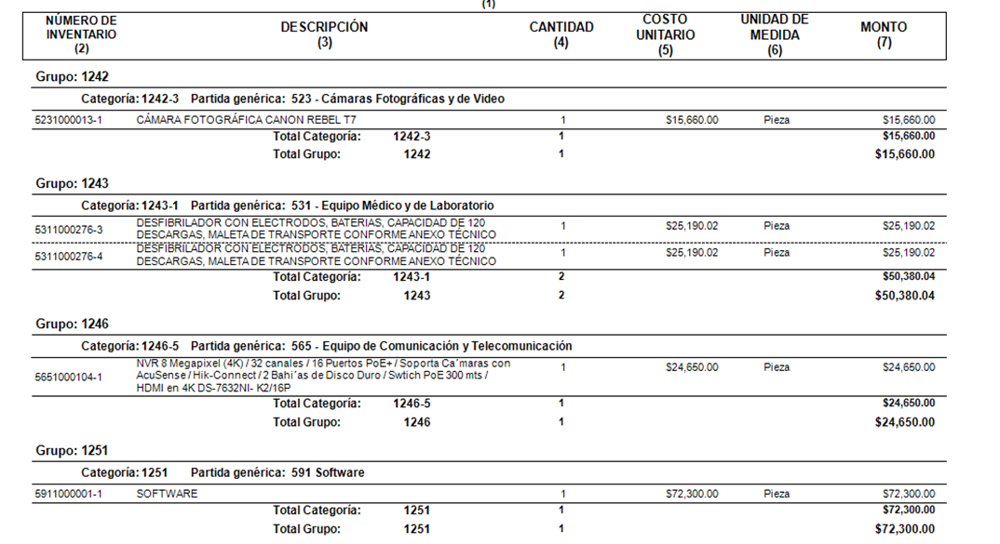 (1)
NÚMERO DE INVENTARIO (2) DESCRIPCIÓN (3) CANTIDAD (4) COSTO UNITARIO (5) UNIDAD DE MEDIDA (6) MONTO (7)
Grupo: 1242
Categoría: 1242-3 Partida genérica: 523 - Cámaras Fotográficas y de Video
5231000013-1 CÁMARA FOTOGRÁFICA CANON REBEL T7 1 $15,660.00 Pieza $15,660.00
Total Categoría: 1242-3 1 $15,660.00
Total Grupo: 1242 1 $15,660.00
Grupo: 1243
Categoría: 1243-1 Partida genérica: 531 - Equipo Médico y de Laboratorio
5311000276-3 DESFIBRILADOR CON ELECTRODOS, BATERIAS, CAPACIDAD DE 120 1 $25,190.02 Pieza $25,190.02
DESCARGAS, MALETA DE TRANSPORTE CONFORME ANEXO TÉCNICO
5311000276-4 DESFIBRILADOR CON ELECTRODOS, BATERIAS, CAPACIDAD DE 120 1 $25,190.02 Pieza $25,190.02
DESCARGAS, MALETA DE TRANSPORTE CONFORME ANEXO TÉCNICO
Total Categoría: 1243-1 2 $50,380.04
Total Grupo: 1243 2 $50,380.04
Grupo: 1246
Categoría: 1246-5 Partida genérica: 565 - Equipo de Comunicación y Telecomunicación
5651000104-1 NVR 8 Megapixel (4K) / 32 canales / 16 Puertos PoE+ / Soporta Ca´maras con 1 $24,650.00 Pieza $24,650.00
AcuSense / Hik-Connect / 2 Bahi´as de Disco Duro / Swtich PoE 300 mts /
HDMI en 4K DS-7632NI- K2/16P
Total Categoría: 1246-5 1 $24,650.00
Total Grupo: 1246 1 $24,650.00
Grupo: 1251
Categoría: 1251 Partida genérica: 591 Software
5911000001-1 SOFTWARE 1 $72,300.00 Pieza $72,300.00
Total Categoría: 1251 1 $72,300.00
Total Grupo: 1251 1 $72,300.00